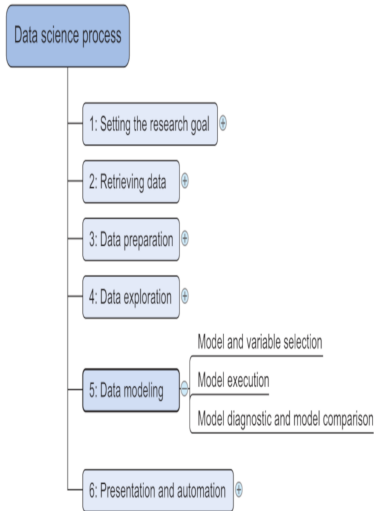 Data science process
1: Setting the research goal
2: Retrieving data
3: Data preparation
4: Data exploration
Model and variable selection
5: Data modeling
Model execution
Model diagnostic and model comparison
6: Presentation and automation